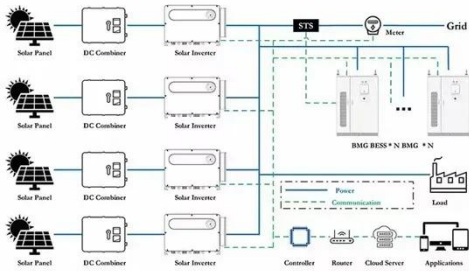 STS
Meter
Grid
Solar Panel
DC Combiner
Solar Inverter
BMG BESS * N BMG * N
Solar Panel
DC Combiner
Solar Inverter
Solar Panel
DC Combiner
Solar Inverter
Power
Communication
Load
Solar Panel
DC Combiner
Solar Inverter
Controller
Router
Cloud Server
Applications